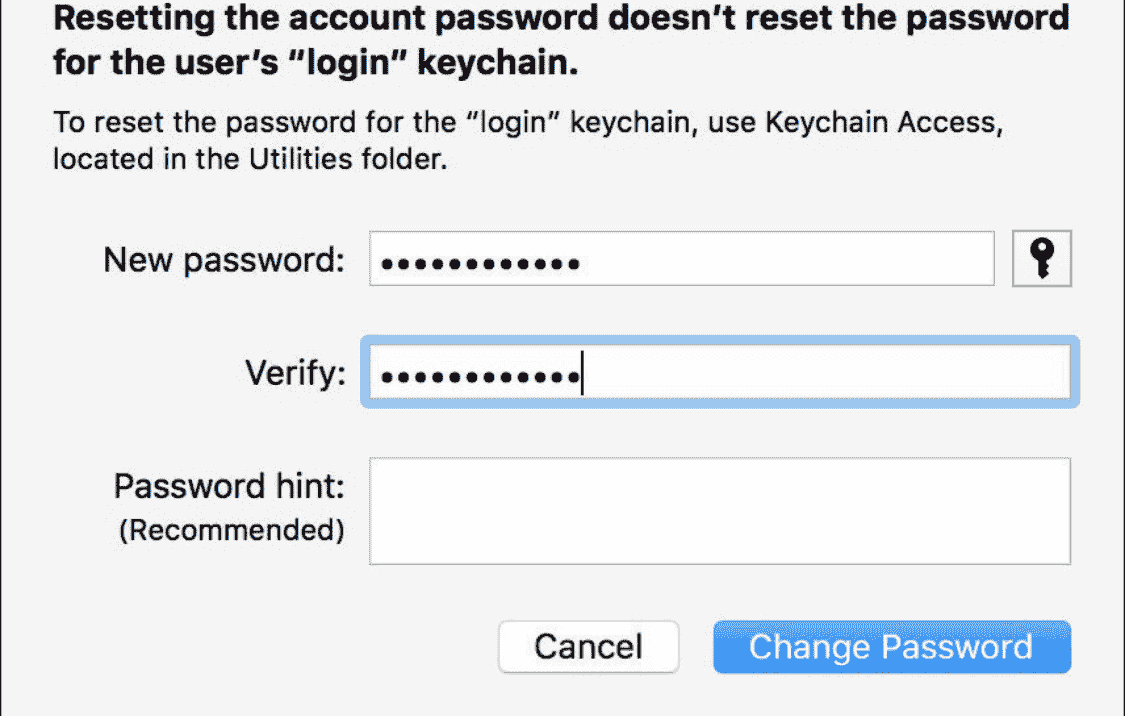 Resetting the account password doesn’t reset the password
for the user’s “login” keychain.
To reset the password for the “login” keychain, use Keychain Access,
located in the Utilities folder.
New password: ••••••••••••
Verify: ••••••••••••
Password hint:
(Recommended)
Cancel Change Password